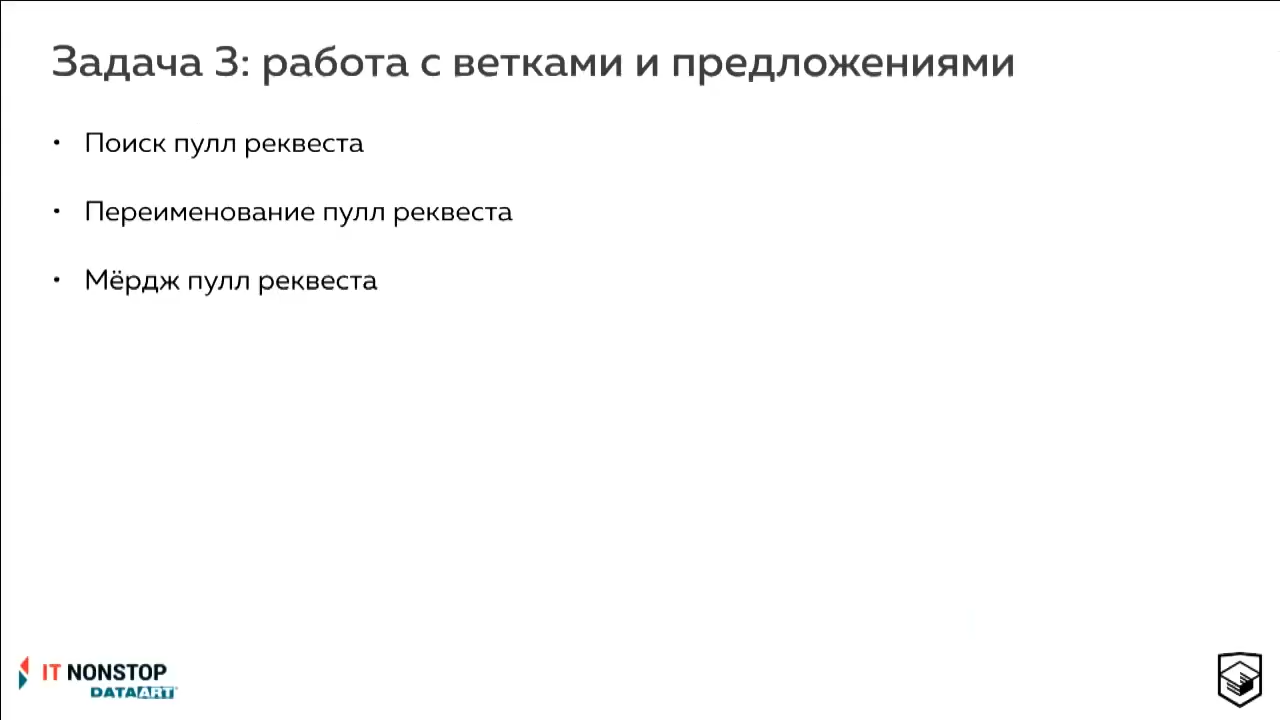 Задача 3: работа с ветками и предложениями
• Поиск пулл реквеста
• Переименование пулл реквеста
• Мёрдж пулл реквеста
IT NONSTOP
DATAART